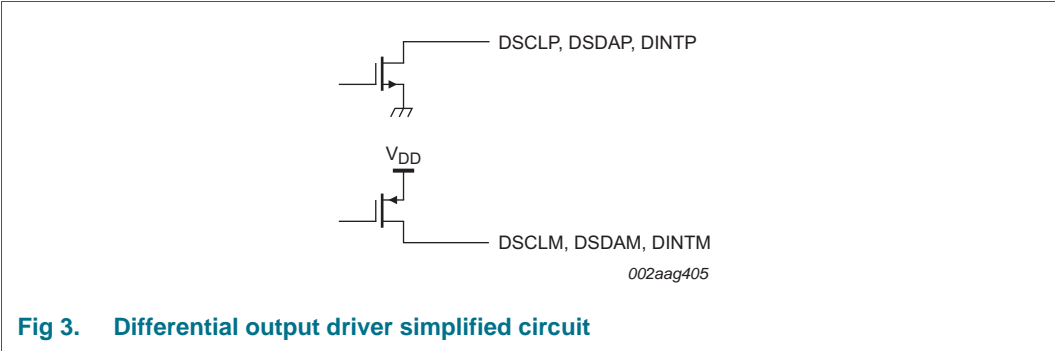 DSCLP, DSDAP, DINTP
VDD
DSCLM, DSDAM, DINTM
002aag405
Fig 3. Differential output driver simplified circuit